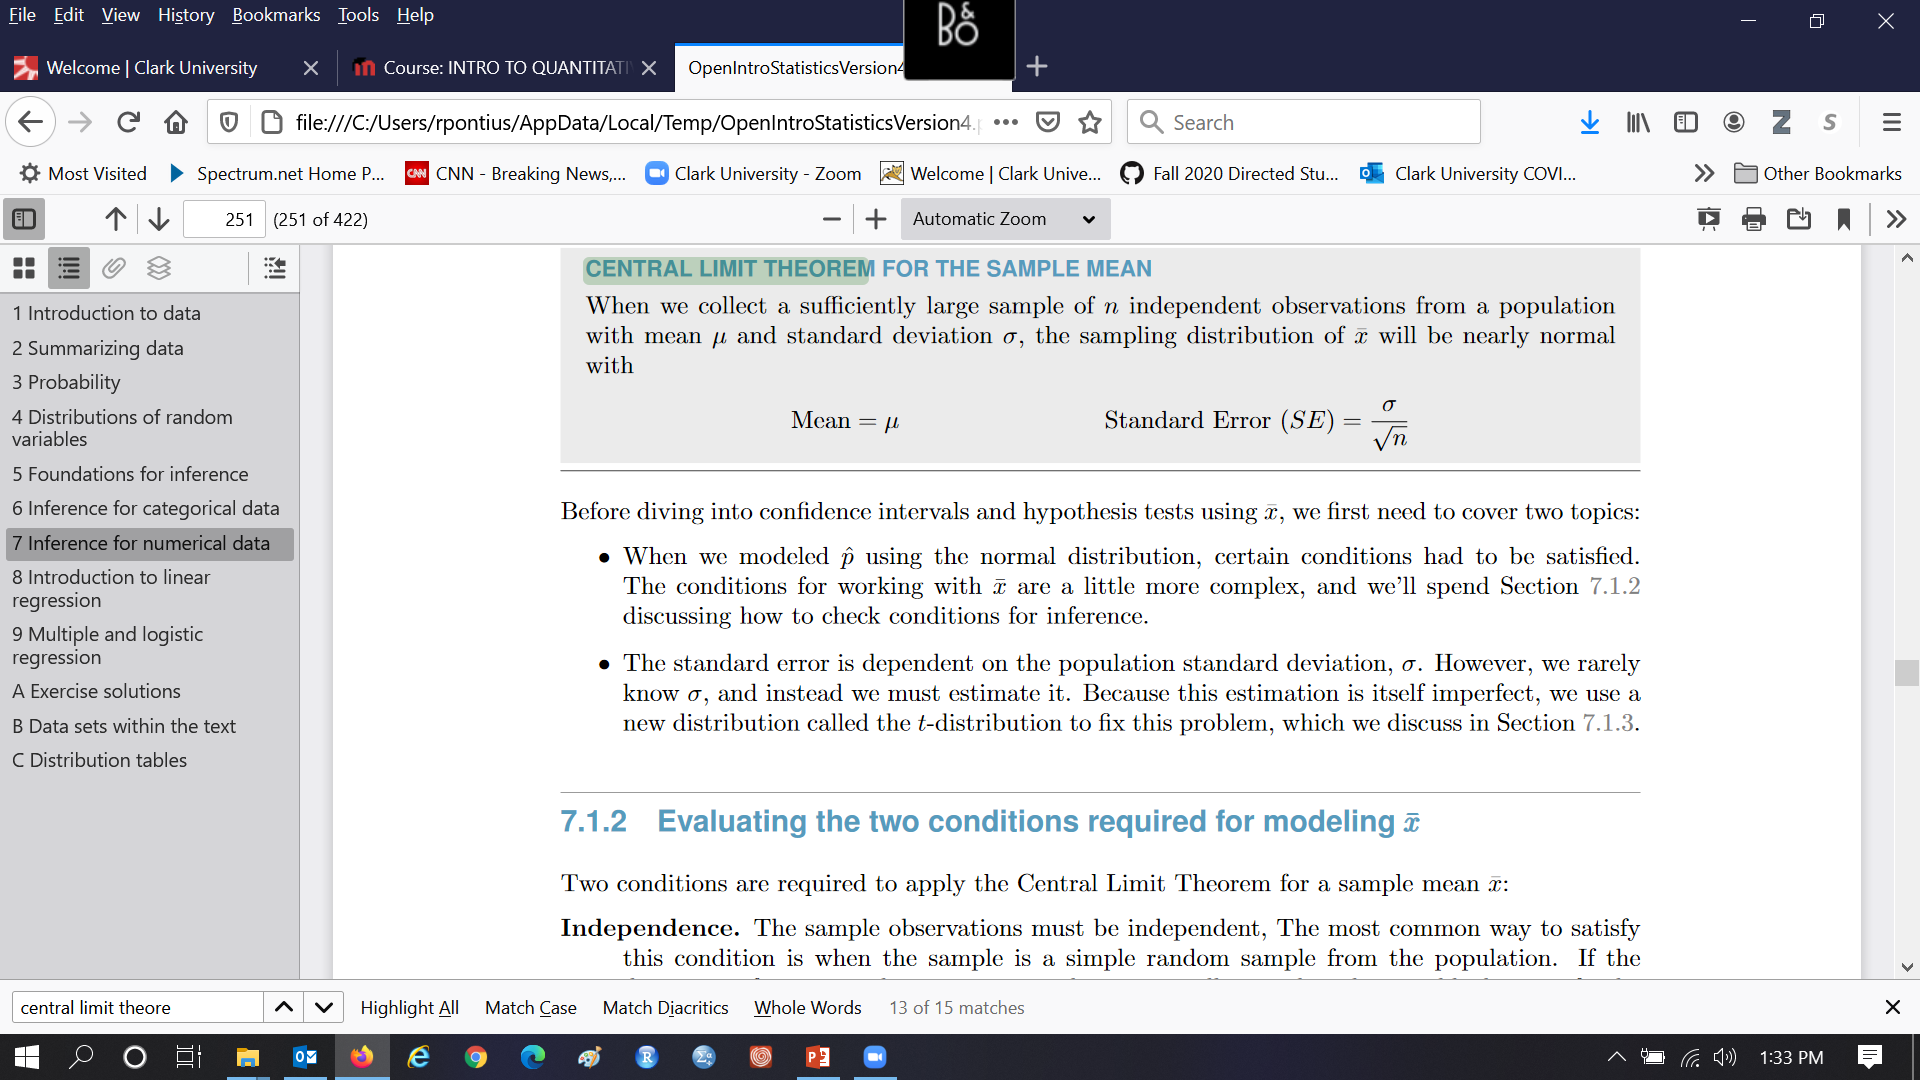 File Edit View History Bookmarks Tools Help
B&O
Welcome | Clark University
Course: INTRO TO QUANTITATI
OpenIntroStatisticsVersion4
file:///C:/Users/rpontius/AppData/Local/Temp/OpenIntroStatisticsVersion4.p
Search
Most Visited Spectrum.net Home P... CNN CNN - Breaking News,... Clark University - Zoom Welcome | Clark Unive... Fall 2020 Directed Stu... Clark University COVI... Other Bookmarks
251 (251 of 422) Automatic Zoom
1 Introduction to data
2 Summarizing data
3 Probability
4 Distributions of random
variables
5 Foundations for inference
6 Inference for categorical data
7 Inference for numerical data
8 Introduction to linear
regression
9 Multiple and logistic
regression
A Exercise solutions
B Data sets within the text
C Distribution tables
CENTRAL LIMIT THEOREM FOR THE SAMPLE MEAN
When we collect a sufficiently large sample of n independent observations from a population
with mean μ and standard deviation σ, the sampling distribution of x̄ will be nearly normal
with
Mean = μ Standard Error (SE) = σ/√n
Before diving into confidence intervals and hypothesis tests using x̄, we first need to cover two topics:
• When we modeled p̂ using the normal distribution, certain conditions had to be satisfied.
The conditions for working with x̄ are a little more complex, and we'll spend Section 7.1.2
discussing how to check conditions for inference.
• The standard error is dependent on the population standard deviation, σ. However, we rarely
know σ, and instead we must estimate it. Because this estimation is itself imperfect, we use a
new distribution called the t-distribution to fix this problem, which we discuss in Section 7.1.3.
7.1.2 Evaluating the two conditions required for modeling x̄
Two conditions are required to apply the Central Limit Theorem for a sample mean x̄:
Independence. The sample observations must be independent, The most common way to satisfy
this condition is when the sample is a simple random sample from the population. If the
central limit theore Highlight All Match Case Match Diacritics Whole Words 13 of 15 matches
1:33 PM